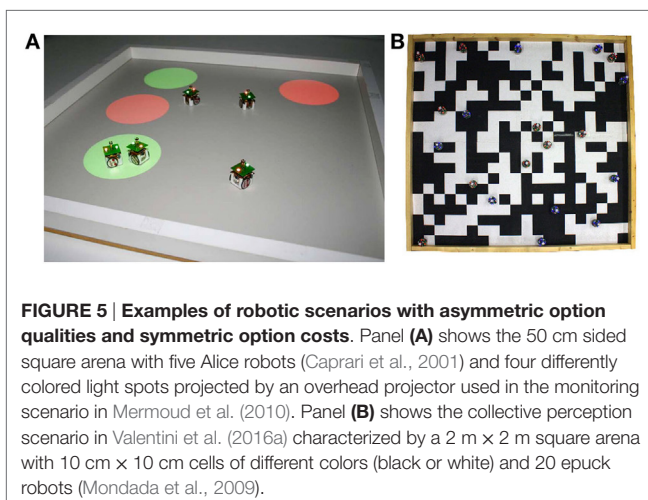 A
B
FIGURE 5 | Examples of robotic scenarios with asymmetric option
qualities and symmetric option costs. Panel (A) shows the 50 cm sided
square arena with five Alice robots (Caprari et al., 2001) and four differently
colored light spots projected by an overhead projector used in the monitoring
scenario in Mermoud et al. (2010). Panel (B) shows the collective perception
scenario in Valentini et al. (2016a) characterized by a 2 m × 2 m square arena
with 10 cm × 10 cm cells of different colors (black or white) and 20 epuck
robots (Mondada et al., 2009).